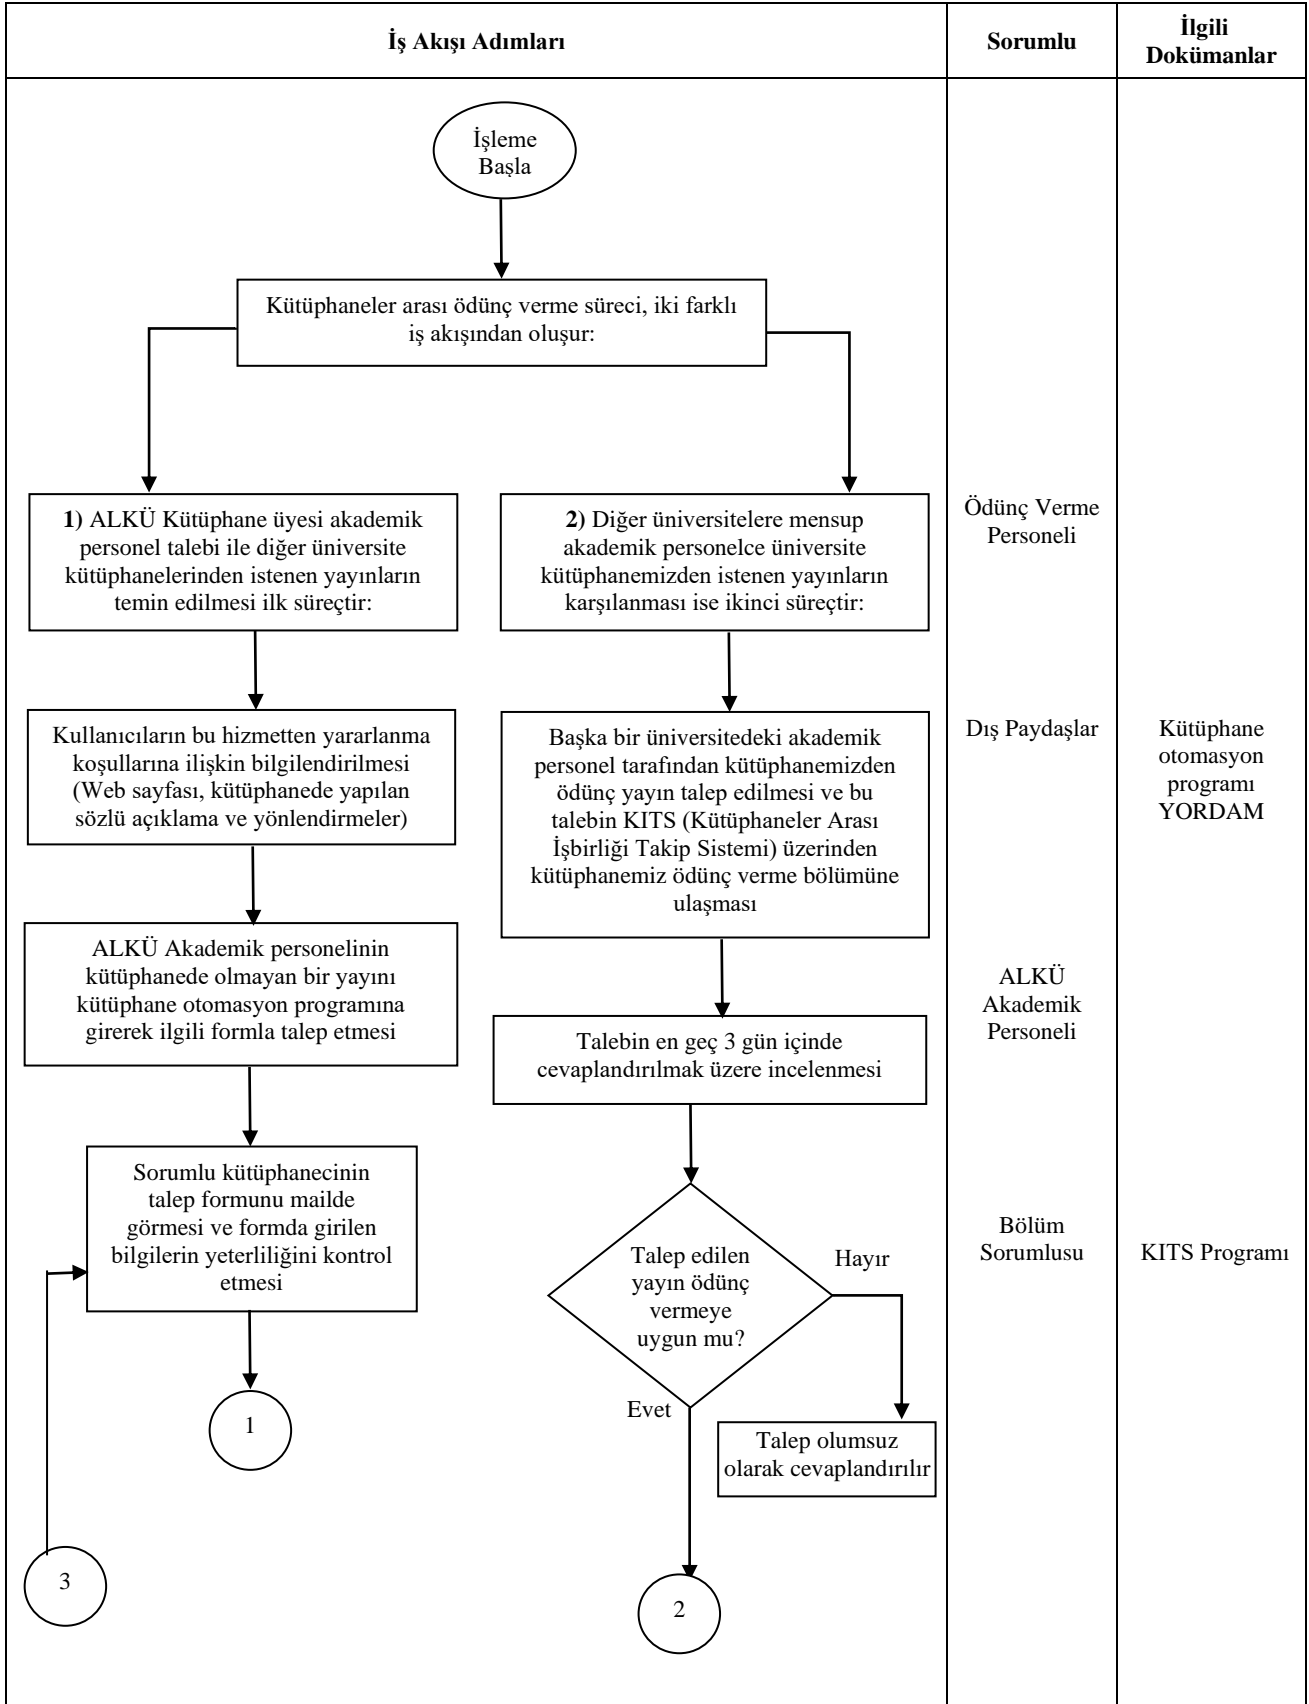 İş Akışı Adımları
Sorumlu
İlgili
Dokümanlar
İşleme
Başla
Kütüphaneler arası ödünç verme süreci, iki farklı
iş akışından oluşur:
1) ALKÜ Kütüphane üyesi akademik
personel talebi ile diğer üniversite
kütüphanelerinden istenen yayınların
temin edilmesi ilk süreçtir:
2) Diğer üniversitelere mensup
akademik personelce üniversite
kütüphanemizden istenen yayınların
karşılanması ise ikinci süreçtir:
Ödünç Verme
Personeli
Kullanıcıların bu hizmetten yararlanma
koşullarına ilişkin bilgilendirilmesi
(Web sayfası, kütüphanede yapılan
sözlü açıklama ve yönlendirmeler)
Başka bir üniversitedeki akademik
personel tarafından kütüphanemizden
ödünç yayın talep edilmesi ve bu
talebin KITS (Kütüphaneler Arası
İşbirliği Takip Sistemi) üzerinden
kütüphanemiz ödünç verme bölümüne
ulaşması
Dış Paydaşlar
Kütüphane
otomasyon
programı
YORDAM
ALKÜ Akademik personelinin
kütüphanede olmayan bir yayını
kütüphane otomasyon programına
girerek ilgili formla talep etmesi
Talebin en geç 3 gün içinde
cevaplandırılmak üzere incelenmesi
ALKÜ
Akademik
Personeli
Sorumlu kütüphanecinin
talep formunu mailde
görmesi ve formda girilen
bilgilerin yeterliliğini kontrol
etmesi
Talep edilen
yayın ödünç
vermeye
uygun mu?
Hayır
Bölüm
Sorumlusu
KITS Programı
Evet
1
Talep olumsuz
olarak cevaplandırılır
3
2